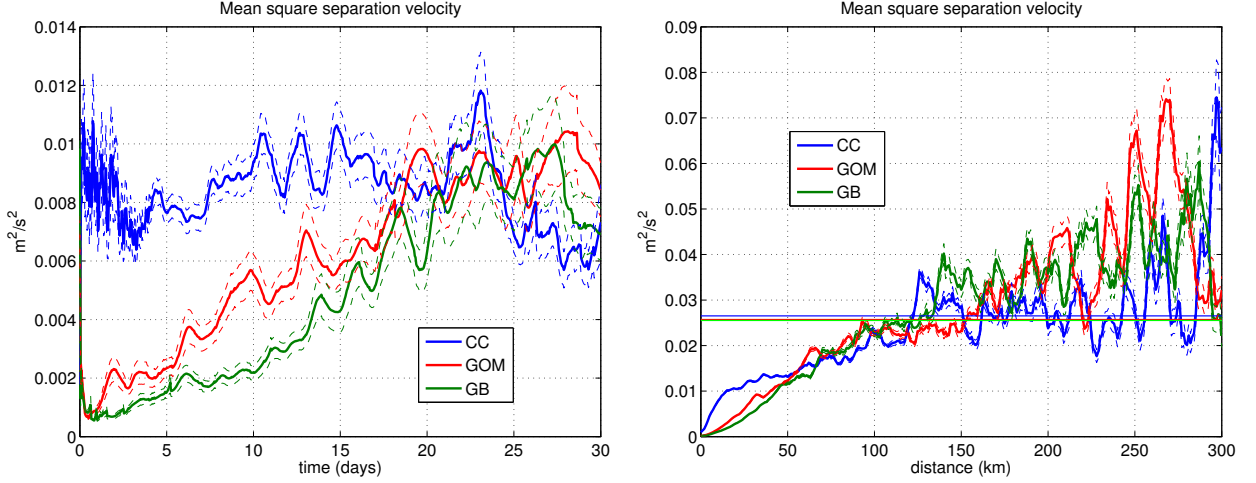 Mean square separation velocity
0.014
0.012
0.01
0.008
0.006
0.004
0.002
0
m²/s²
CC
GOM
GB
0 5 10 15 20 25 30
time (days)
Mean square separation velocity
0.09
0.08
0.07
0.06
0.05
0.04
0.03
0.02
0.01
0
m²/s²
CC
GOM
GB
0 50 100 150 200 250 300
distance (km)